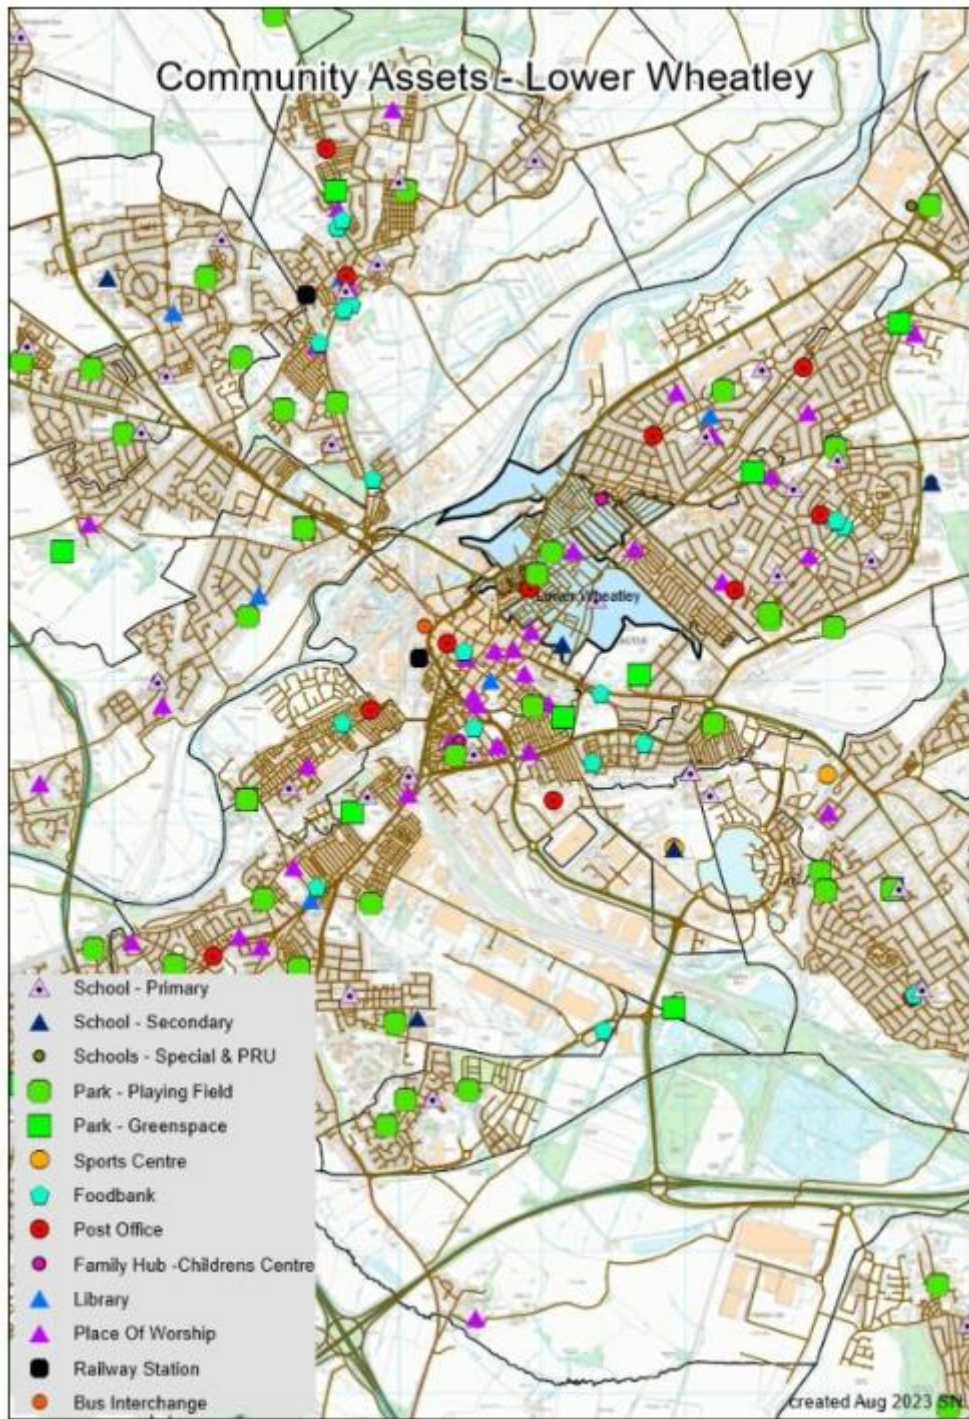 Community Assets - Lower Wheatley
Lower Wheatley
School - Primary
School - Secondary
Schools - Special & PRU
Park - Playing Field
Park - Greenspace
Sports Centre
Foodbank
Post Office
Family Hub -Childrens Centre
Library
Place Of Worship
Railway Station
Bus Interchange
created Aug 2023